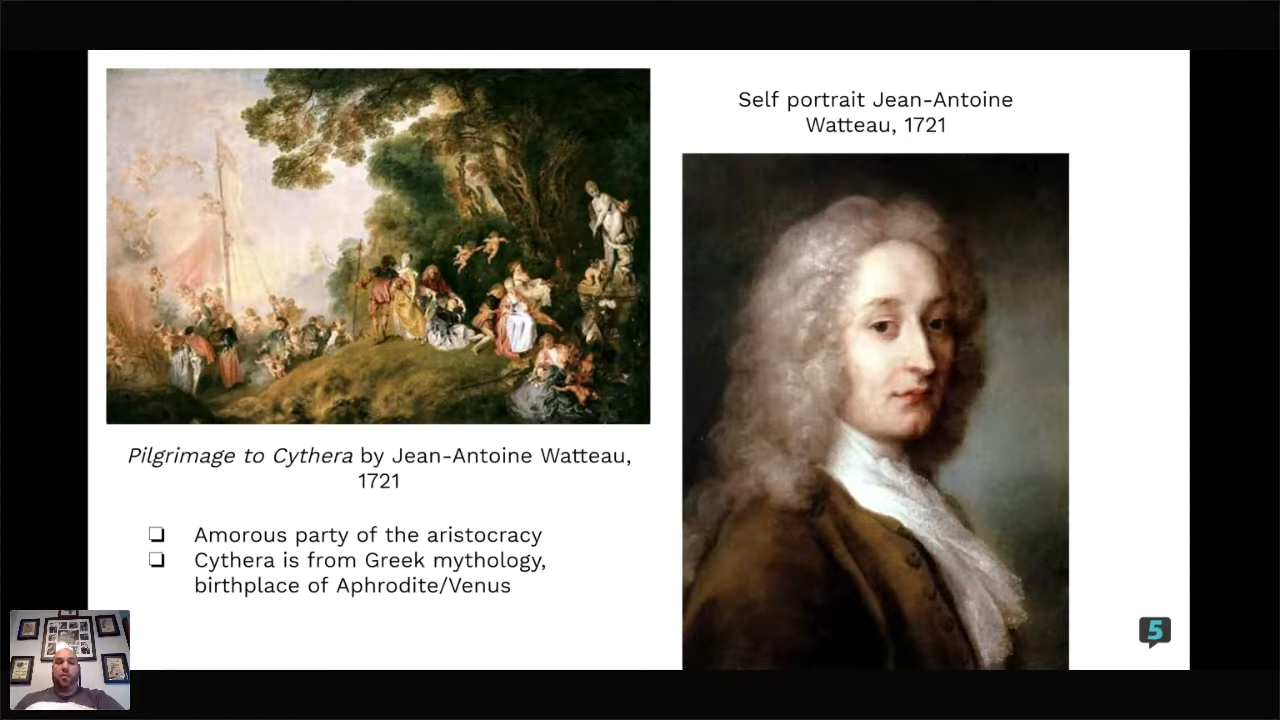 Self portrait Jean-Antoine
Watteau, 1721
Pilgrimage to Cythera by Jean-Antoine Watteau,
1721
Amorous party of the aristocracy
Cythera is from Greek mythology,
birthplace of Aphrodite/Venus
5